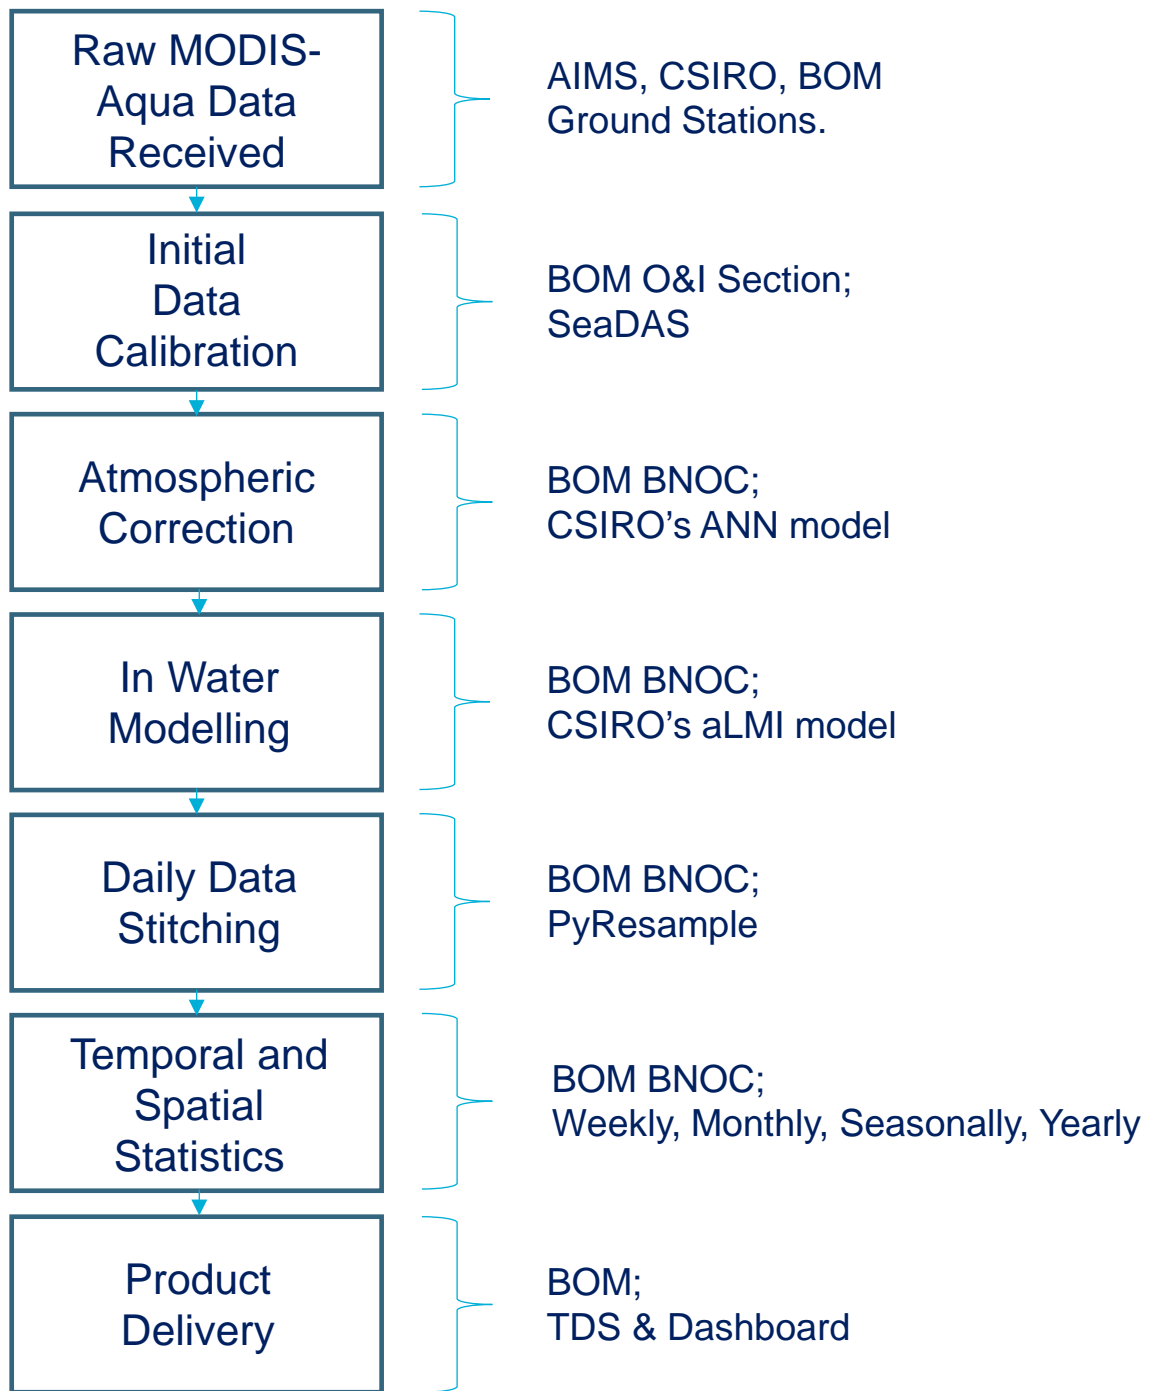 Raw MODIS-
Aqua Data
Received
AIMS, CSIRO, BOM
Ground Stations.
Initial
Data
Calibration
BOM O&I Section;
SeaDAS
Atmospheric
Correction
BOM BNOC;
CSIRO’s ANN model
In Water
Modelling
BOM BNOC;
CSIRO’s aLMI model
Daily Data
Stitching
BOM BNOC;
PyResample
Temporal and
Spatial
Statistics
BOM BNOC;
Weekly, Monthly, Seasonally, Yearly
Product
Delivery
BOM;
TDS & Dashboard